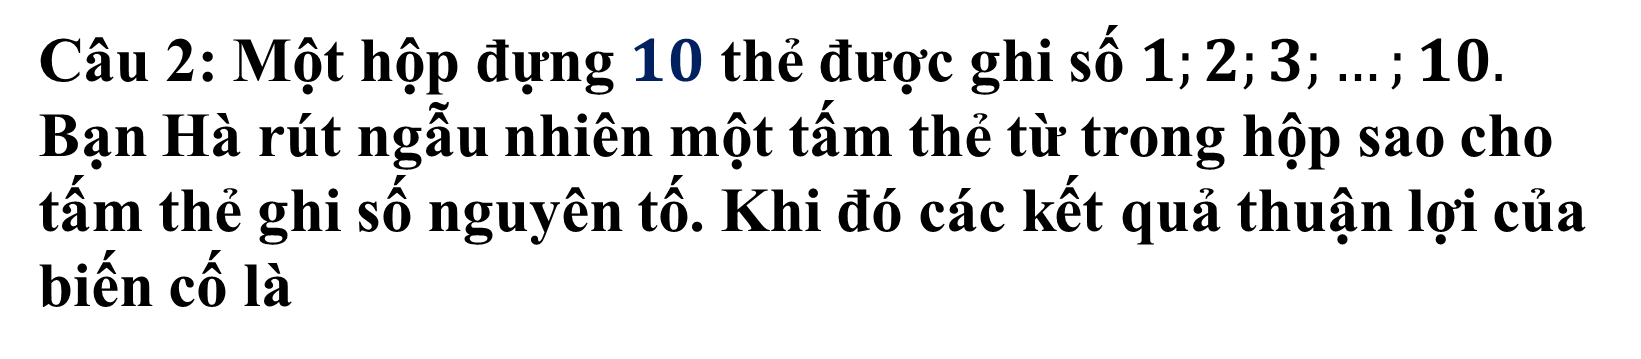 Câu 2: Một hộp đựng 10 thẻ được ghi số 1; 2; 3; ... ; 10.
Bạn Hà rút ngẫu nhiên một tấm thẻ từ trong hộp sao cho
tấm thẻ ghi số nguyên tố. Khi đó các kết quả thuận lợi của
biến cố là